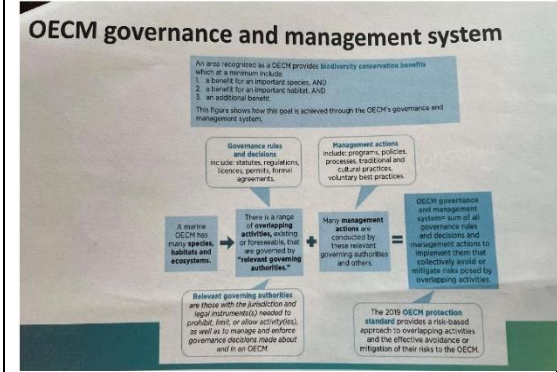 OECM governance and management system
An area recognized as a OECM provides biodiversity conservation benefits
which at a minimum include:
1. a benefit for an important species, AND
2. a benefit for an important habitat, AND
3. an additional benefit.
This figure shows how this goal is achieved through the OECM's governance and
management system.
Governance rules
and decisions
include: statutes, regulations,
licences, permits, formal
agreements.
Management actions
include: programs, policies,
processes, traditional and
cultural practices,
voluntary best practices.
A marine
OECM has
many species,
habitats and
ecosystems.
There is a range
of overlapping
activities, existing
or foreseeable, that
are governed by
"relevant governing
authorities."
+
Many management
actions are
conducted by
these relevant
governing authorities
and others.
=
OECM governance
and management
system= sum of all
governance rules
and decisions and
management actions to
implement them that
collectively avoid or
mitigate risks posed by
overlapping activities.
Relevant governing authorities
are those with the jurisdiction and
legal instruments(s) needed to
prohibit, limit, or allow activity(ies),
as well as to manage and enforce
governance decisions made about
and in an OECM.
The 2019 OECM protection
standard provides a risk-based
approach to overlapping activities
and the effective avoidance or
mitigation of their risks to the OECM.